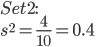 Set2:
s² = 4/10 = 0.4